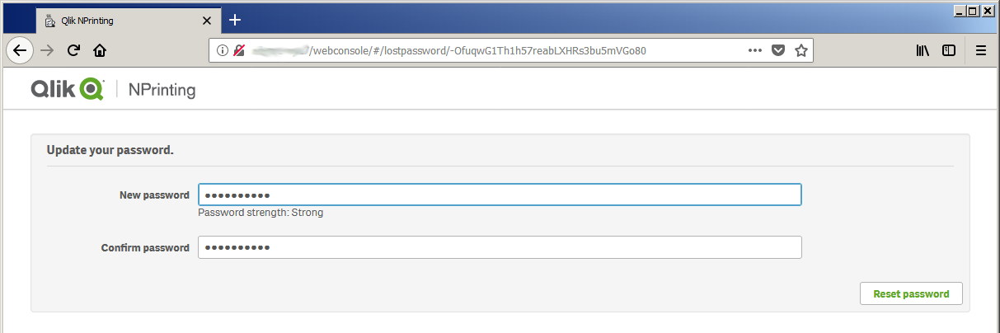 Qlik NPrinting
/webconsole/#/lostpassword/-OfuqwG1Th1h57reabLXHRs3bu5mVGo80
Qlik NPrinting
Update your password.
New password ••••••••••
Password strength: Strong
Confirm password ••••••••••
Reset password